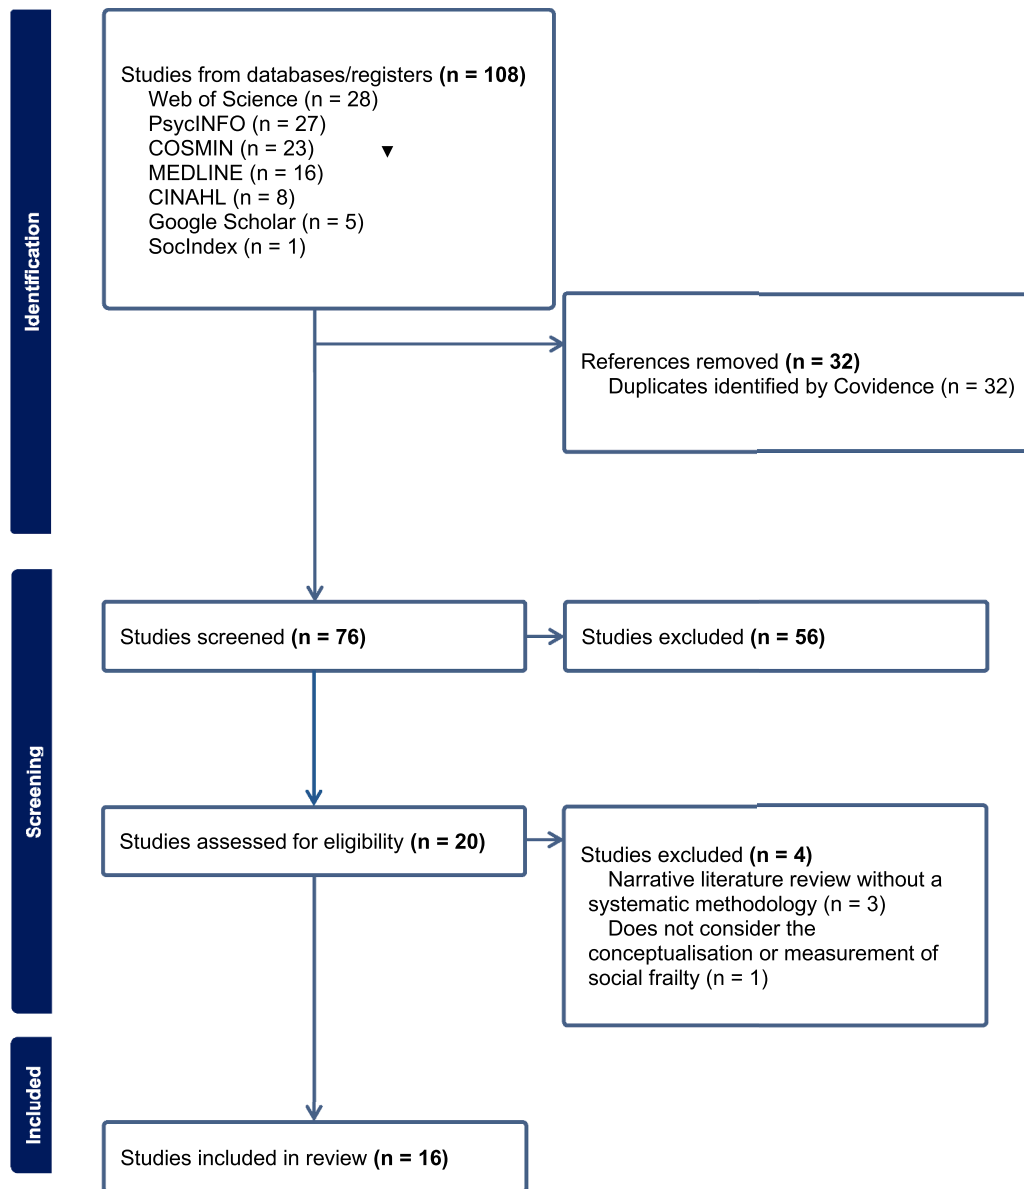 Identification
Studies from databases/registers (n = 108)
Web of Science (n = 28)
PsycINFO (n = 27)
COSMIN (n = 23)
MEDLINE (n = 16)
CINAHL (n = 8)
Google Scholar (n = 5)
SocIndex (n = 1)
References removed (n = 32)
Duplicates identified by Covidence (n = 32)
Screening
Studies screened (n = 76)
Studies excluded (n = 56)
Studies assessed for eligibility (n = 20)
Studies excluded (n = 4)
Narrative literature review without a
systematic methodology (n = 3)
Does not consider the
conceptualisation or measurement of
social frailty (n = 1)
Included
Studies included in review (n = 16)